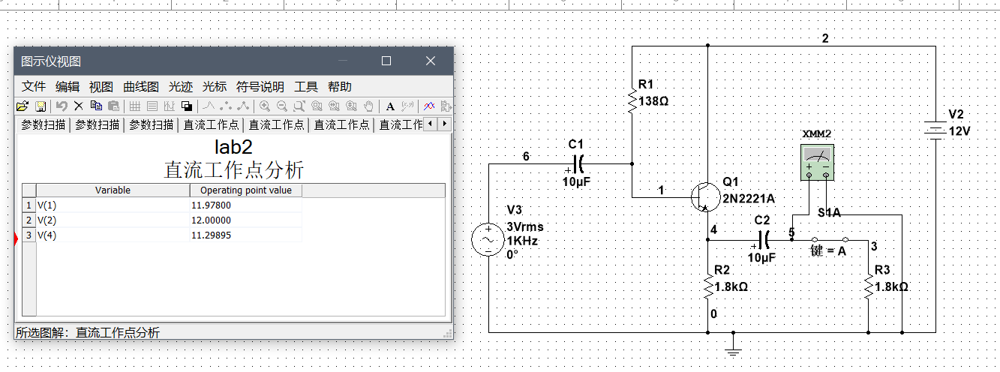 图示仪视图
文件 编辑 视图 曲线图 光迹 光标 符号说明 工具 帮助
A
参数扫描 参数扫描 参数扫描 直流工作点 直流工作点 直流工作点 直流工作
lab2
直流工作点分析
Variable Operating point value
1 V(1) 11.97800
2 V(2) 12.00000
3 V(4) 11.29895
所选图解：直流工作点分析
2
R1
138Ω
V2
12V
XMM2
C1
6
10µF
1
Q1
2N2221A
V3
3Vrms
1KHz
0°
S1A
C2
4
5
10µF
键 = A
3
R2
1.8kΩ
R3
1.8kΩ
0